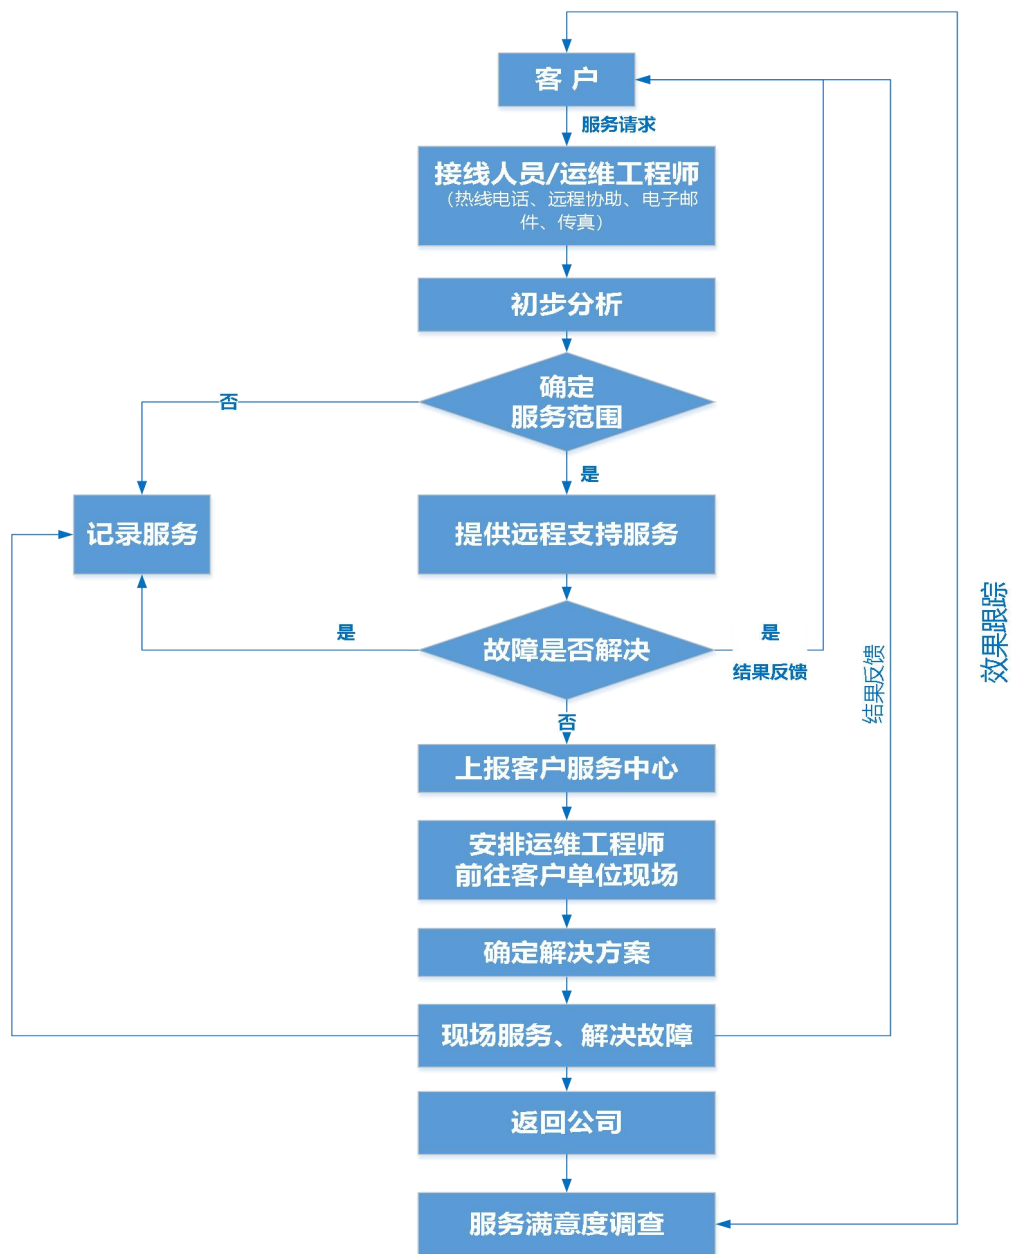 客 户
服务请求
接线人员/运维工程师
（热线电话、远程协助、电子邮
件、传真）
初步分析
确定
服务范围
否
是
记录服务
提供远程支持服务
是
故障是否解决
是
结果反馈
否
上报客户服务中心
安排运维工程师
前往客户单位现场
确定解决方案
现场服务、解决故障
返回公司
服务满意度调查
结果反馈
效果跟踪